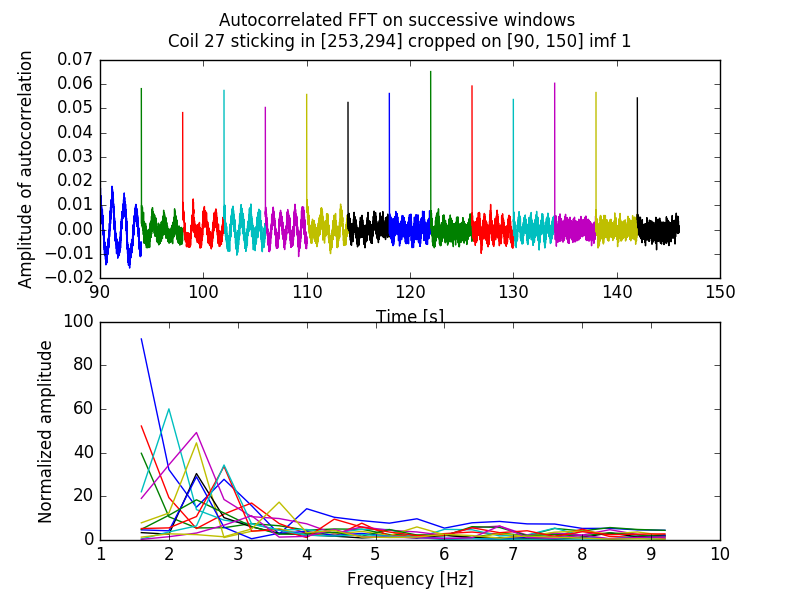 Autocorrelated FFT on successive windows
Coil 27 sticking in [253,294] cropped on [90, 150] imf 1
Amplitude of autocorrelation
0.07
0.06
0.05
0.04
0.03
0.02
0.01
0.00
−0.01
−0.02
90 100 110 120 130 140 150
Time [s]
Normalized amplitude
100
80
60
40
20
0
1 2 3 4 5 6 7 8 9 10
Frequency [Hz]